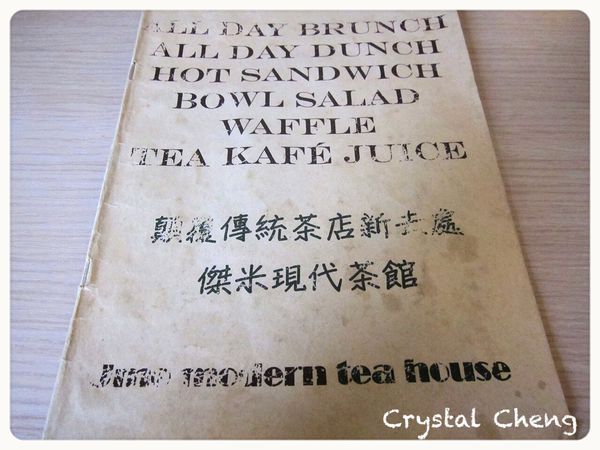 ALL DAY BRUNCH
ALL DAY DUNCH
HOT SANDWICH
BOWL SALAD
WAFFLE
TEA KAFÉ JUICE
顛覆傳統茶店新去處
傑米現代茶館
modern tea house
Crystal Cheng